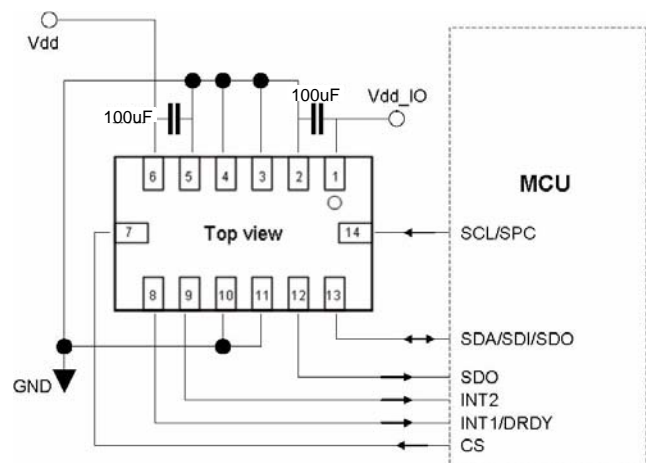 Vdd
100uF
100uF
Vdd_IO
6 5 4 3 2 1
MCU
7
Top view
14
SCL/SPC
8 9 10 11 12 13
SDA/SDI/SDO
GND
SDO
INT2
INT1/DRDY
CS